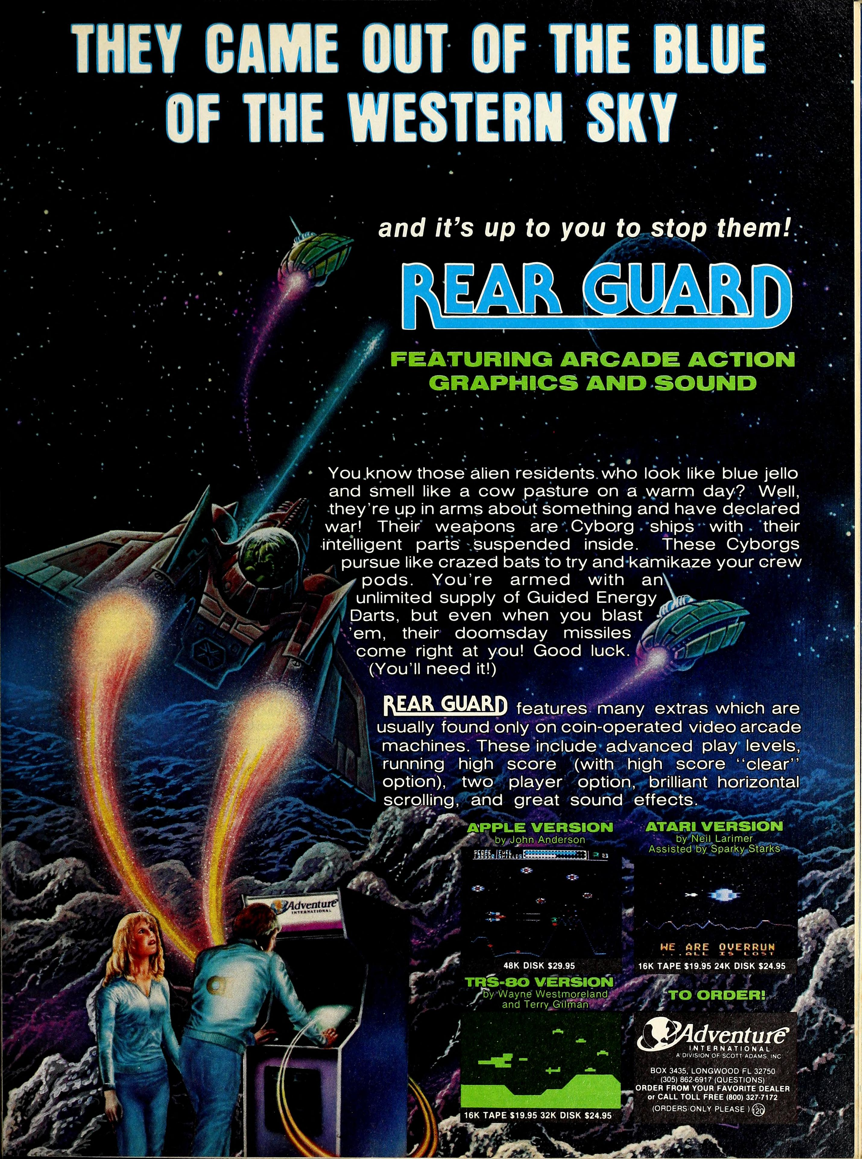 THEY CAME OUT OF THE BLUE
OF THE WESTERN SKY
and it's up to you to stop them!
REAR GUARD
FEATURING ARCADE ACTION
GRAPHICS AND SOUND
You know those alien residents who look like blue jello
and smell like a cow pasture on a warm day? Well,
they're up in arms about something and have declared
war! Their weapons are Cyborg ships with their
intelligent parts suspended inside. These Cyborgs
pursue like crazed bats to try and kamikaze your crew
pods. You're armed with an
unlimited supply of Guided Energy
Darts, but even when you blast
'em, their doomsday missiles
come right at you! Good luck.
(You'll need it!)
REAR GUARD features many extras which are
usually found only on coin-operated video arcade
machines. These include advanced play levels,
running high score (with high score "clear"
option), two player option, brilliant horizontal
scrolling, and great sound effects.
APPLE VERSION
by John Anderson
48K DISK $29.95
ATARI VERSION
by Neil Larimer
Assisted by Sparky Starks
WE ARE OVERRUN
...ALL IS LOST
16K TAPE $19.95 24K DISK $24.95
TRS-80 VERSION
by Wayne Westmoreland
and Terry Gilman
16K TAPE $19.95 32K DISK $24.95
TO ORDER!
Adventure
INTERNATIONAL
A DIVISION OF SCOTT ADAMS, INC.
BOX 3435, LONGWOOD FL 32750
(305) 862-6917 (QUESTIONS)
ORDER FROM YOUR FAVORITE DEALER
or CALL TOLL FREE (800) 327-7172
(ORDERS ONLY PLEASE) 20
Adventure
INTERNATIONAL